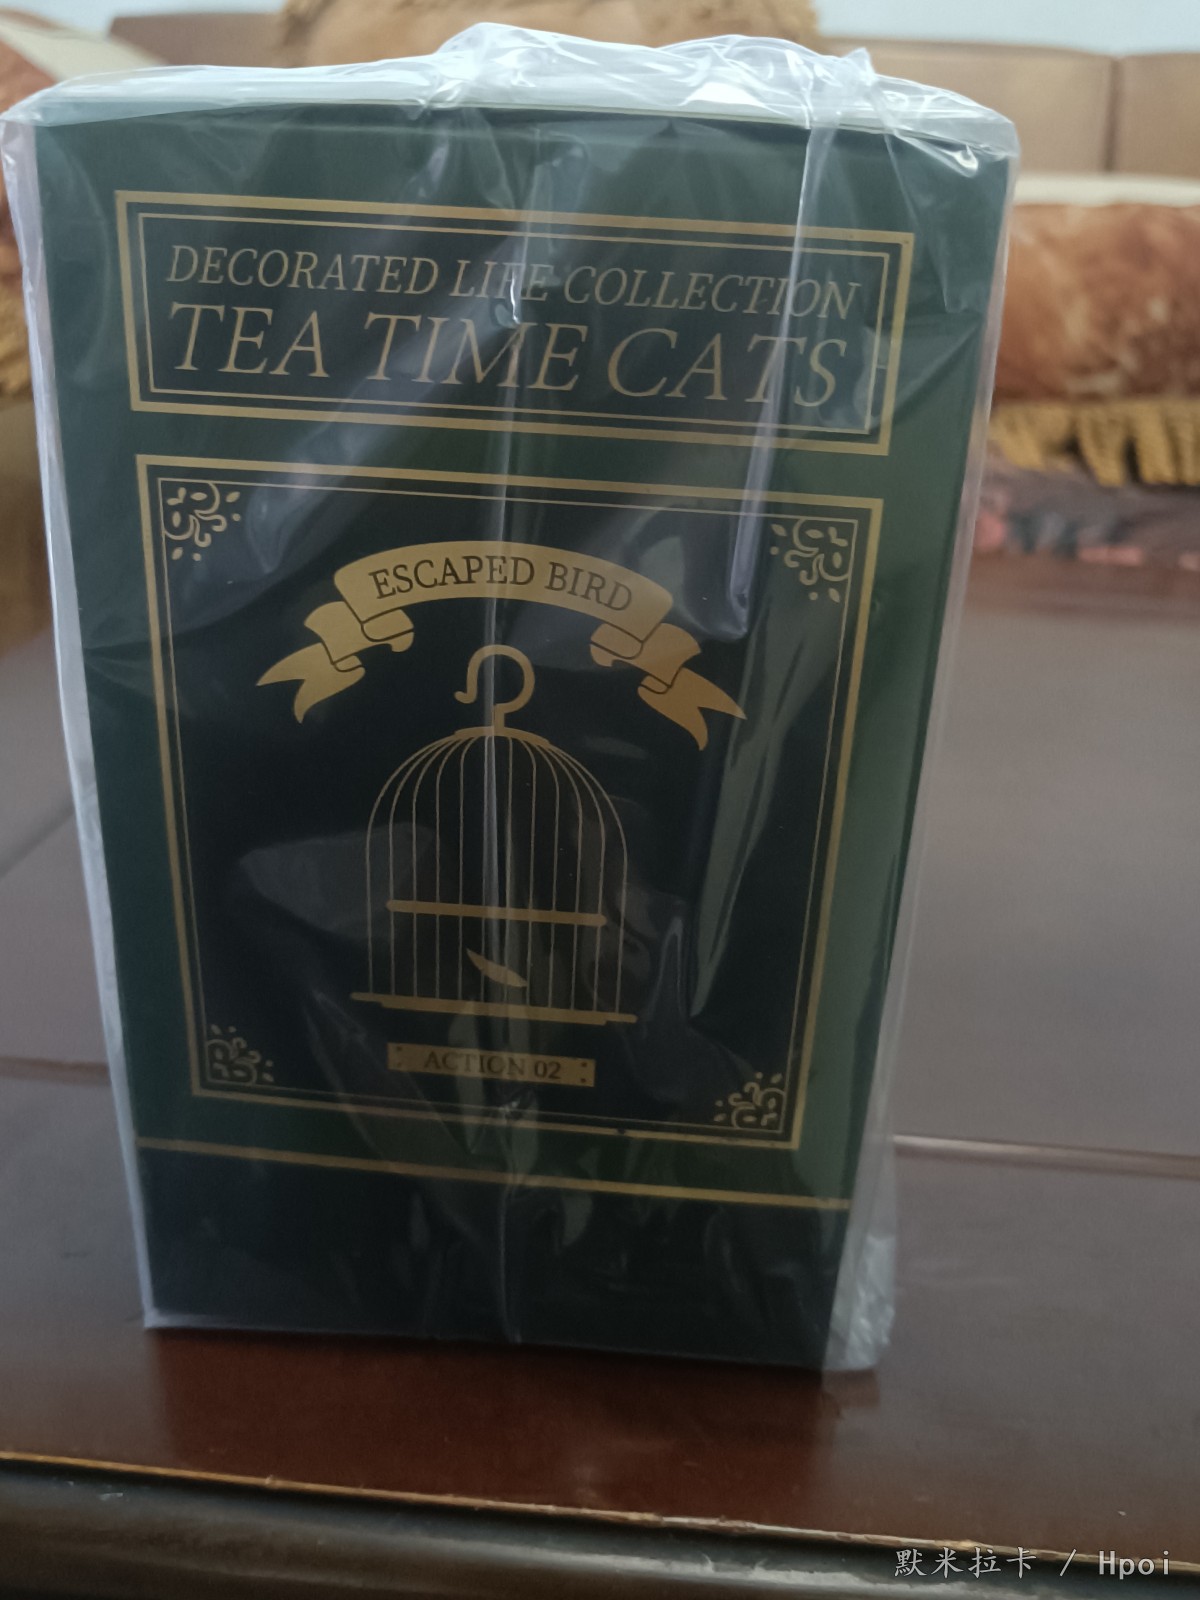 DECORATED LIFE COLLECTION
TEA TIME CATS
ESCAPED BIRD
ACTION 02
默米拉卡 / Hpoi